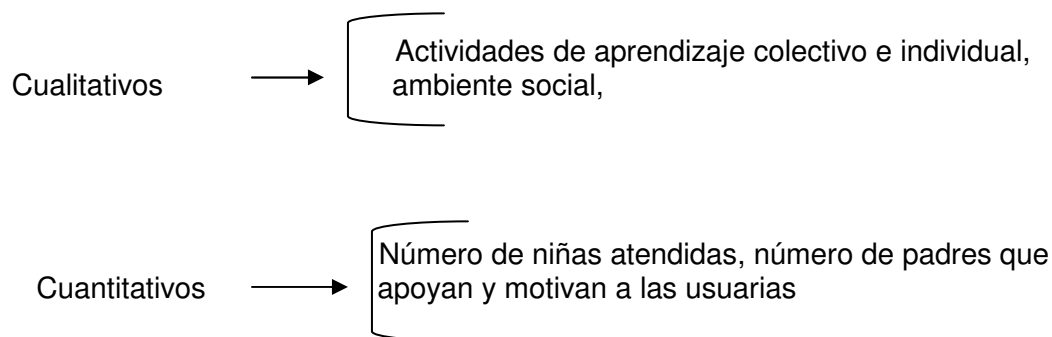 Actividades de aprendizaje colectivo e individual,
Cualitativos
ambiente social,
Número de niñas atendidas, número de padres que
Cuantitativos
apoyan y motivan a las usuarias